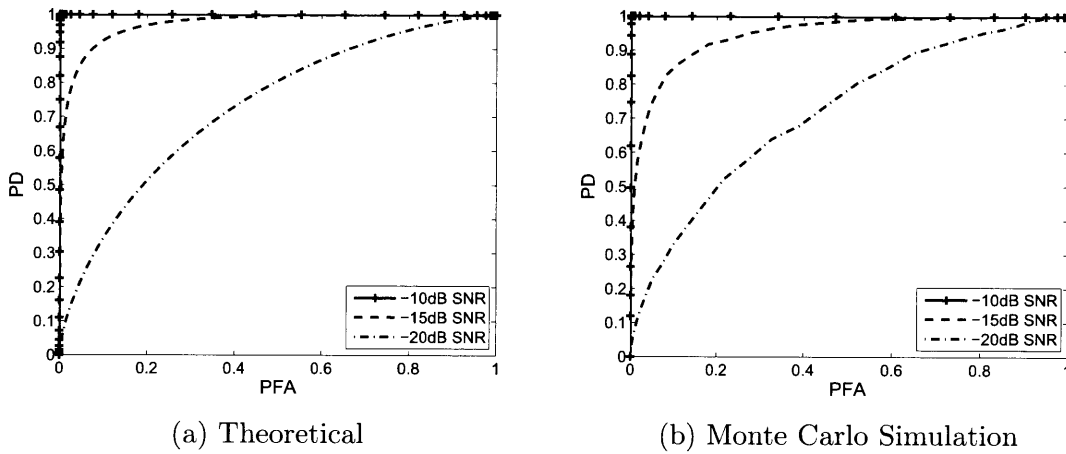 1
0.9
0.8
0.7
0.6
0.5
0.4
0.3
0.2
0.1
0
PD
0 0.2 0.4 0.6 0.8 1
PFA
−10dB SNR
−15dB SNR
−20dB SNR
(a) Theoretical
1
0.9
0.8
0.7
0.6
0.5
0.4
0.3
0.2
0.1
0
PD
0 0.2 0.4 0.6 0.8 1
PFA
−10dB SNR
−15dB SNR
−20dB SNR
(b) Monte Carlo Simulation